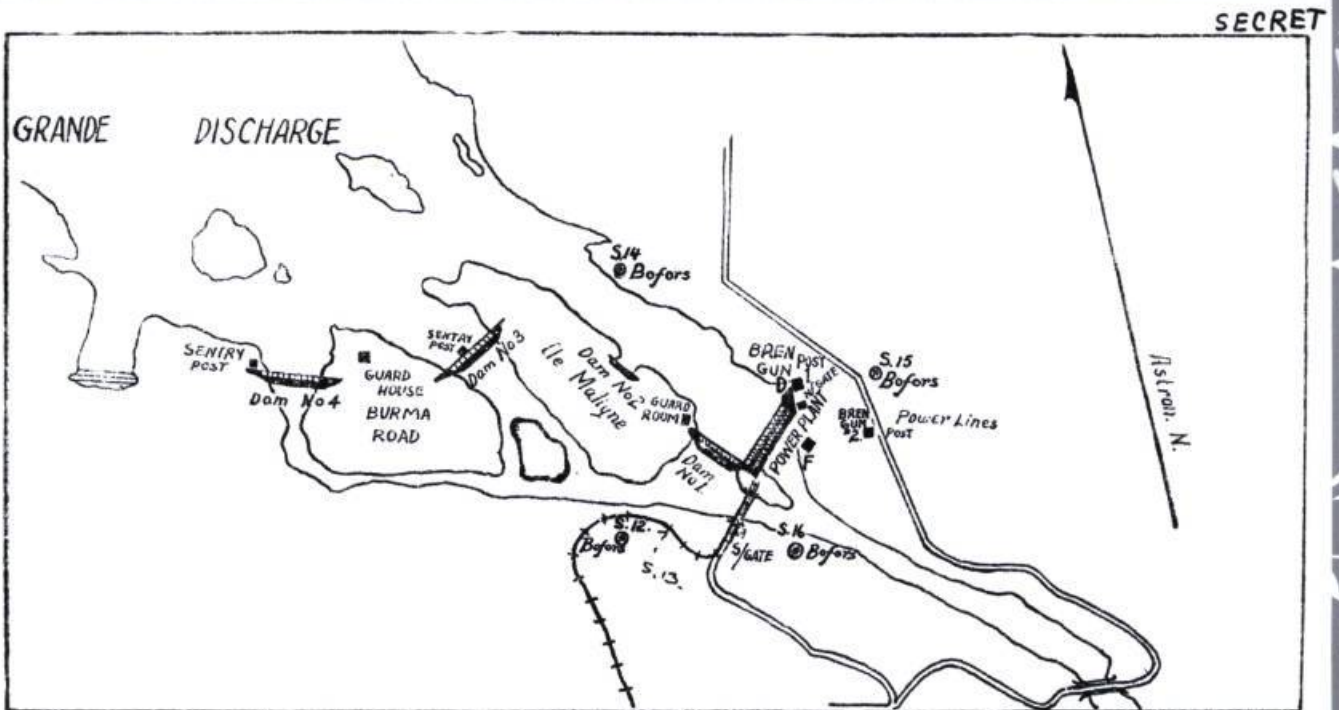 SECRET
GRANDE DISCHARGE
S.14
Bofors
SENTRY
POST
Dam No 4
GUARD
HOUSE
BURMA
ROAD
SENTRY
POST
Dam No 3
Ile Maligne
Dam No 2
GUARD
ROOM
Dam
No 1.
BREN
GUN POST
D
N/GATE
POWER PLANT
F
S.15
Bofors
BREN
GUN
2. POST
Power Lines
Astron. N.
S.12.
Bofors
S.13.
S/GATE
S.16
Bofors